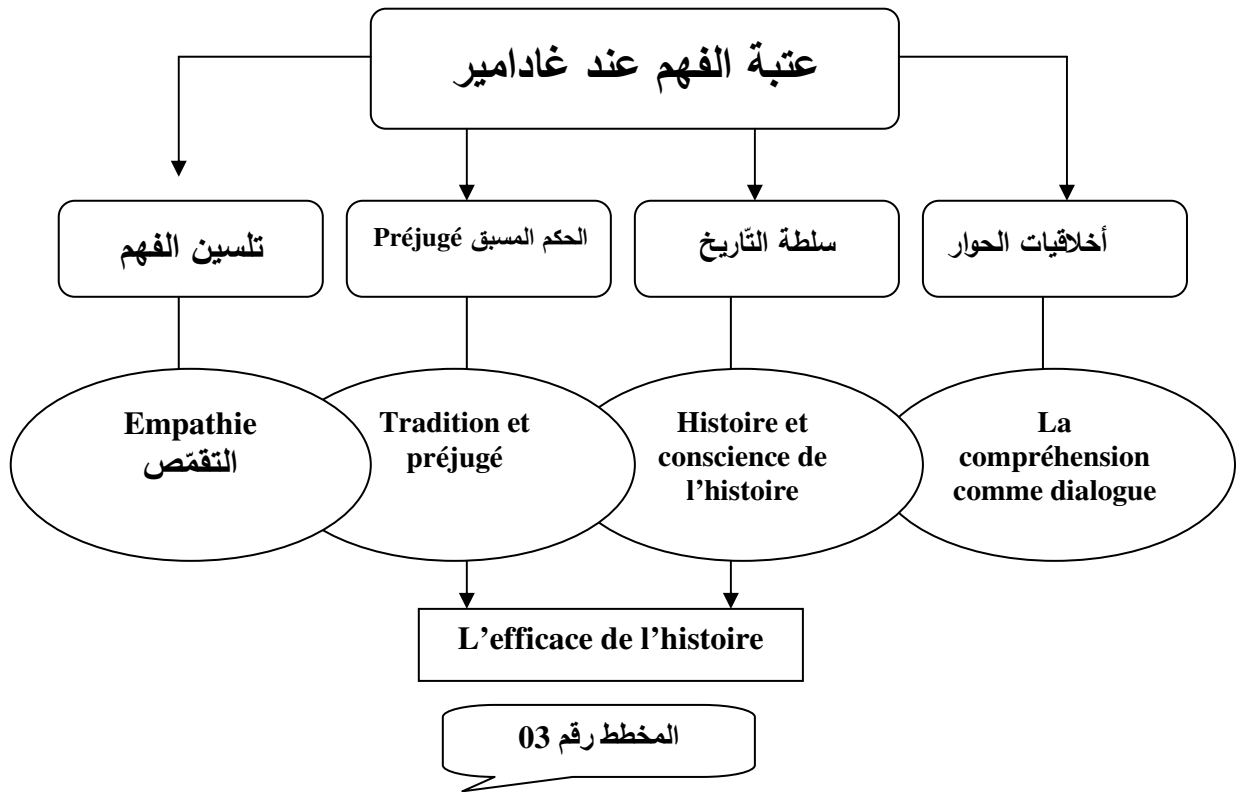 عتبة الفهم عند غادامير
أخلاقيات الحوار
سلطة التّاريخ
الحكم المسبق Préjugé
تلسين الفهم
La
compréhension
comme dialogue
Histoire et
conscience de
l’histoire
Tradition et
préjugé
Empathie
التقمّص
L’efficace de l’histoire
المخطط رقم 03